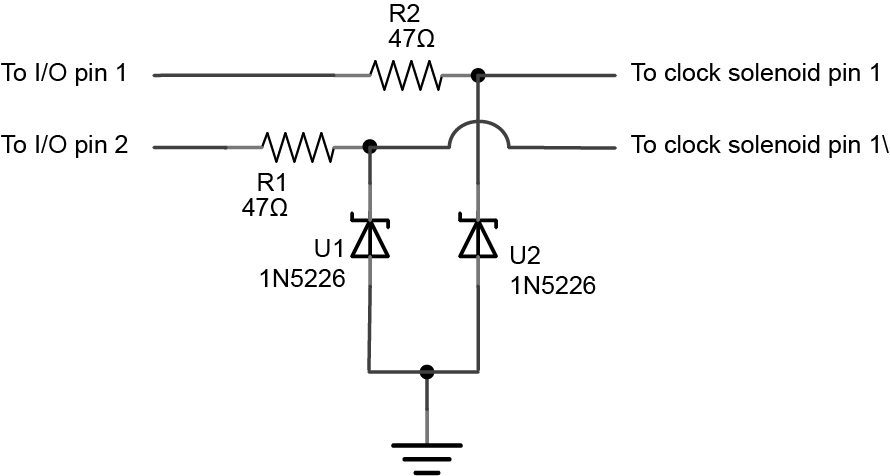 R2
47Ω
To I/O pin 1
To clock solenoid pin 1
To I/O pin 2
To clock solenoid pin 1\
R1
47Ω
U1
1N5226
U2
1N5226